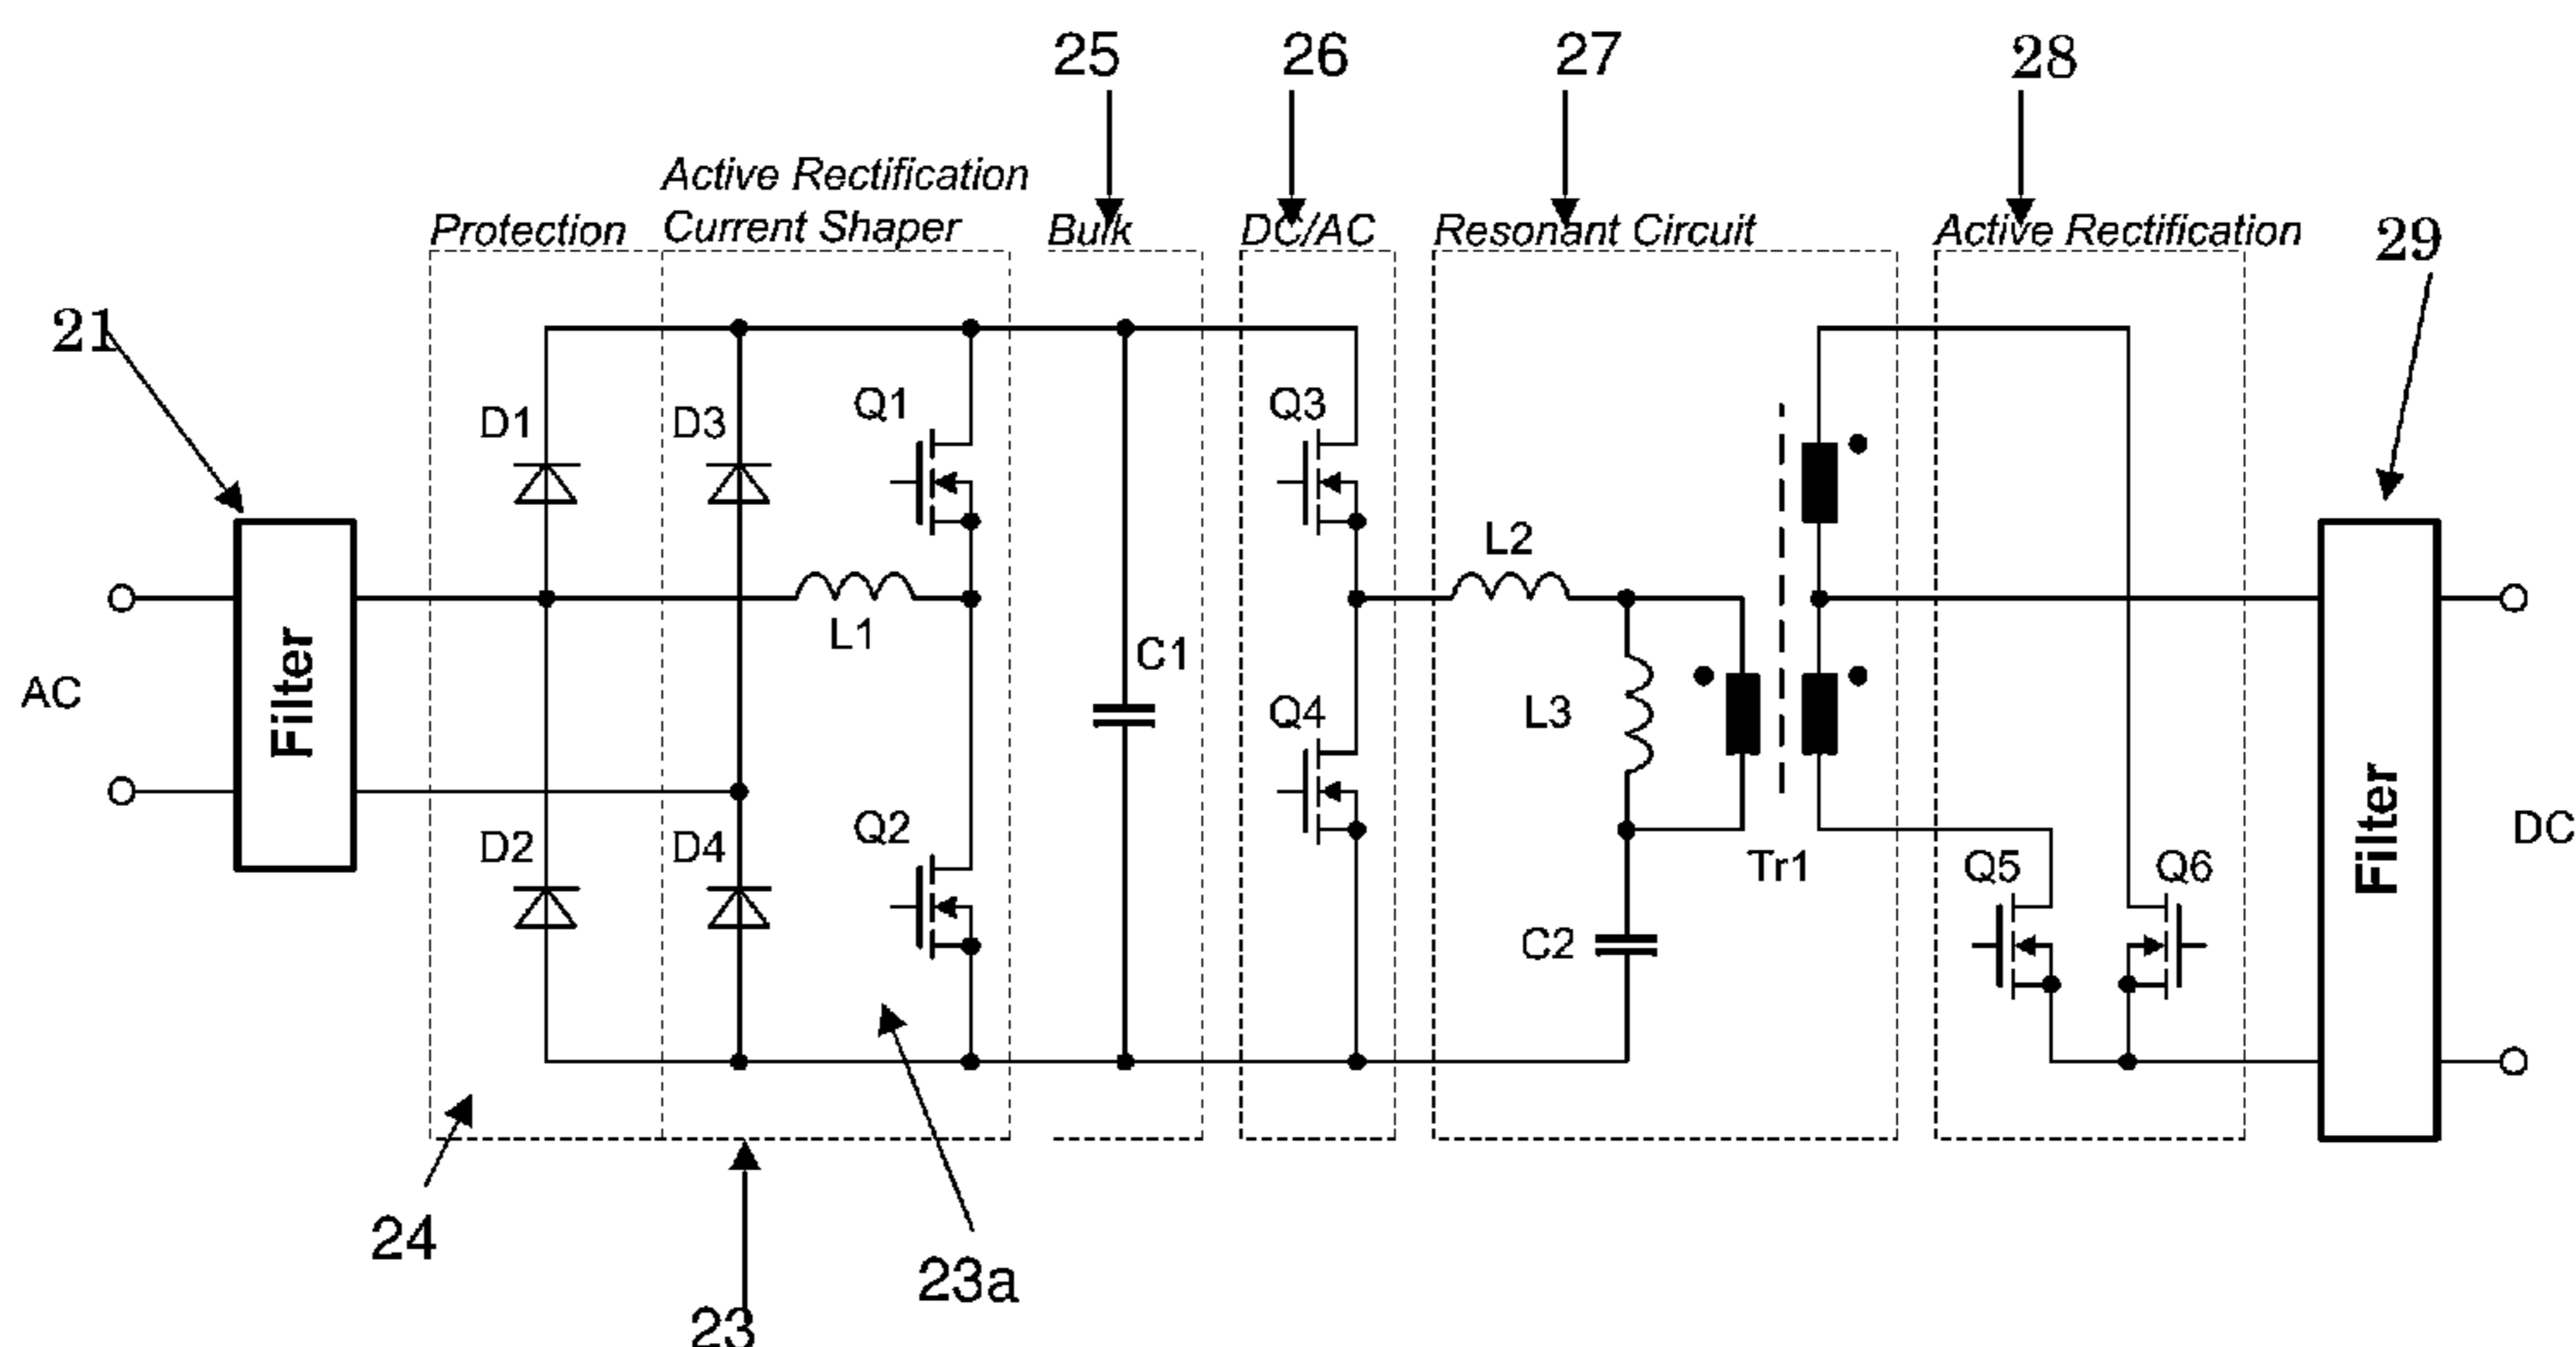 25
26
27
28
Active Rectification
Current Shaper
Protection
Bulk
DC/AC
Resonant Circuit
Active Rectification
29
21
D1
D3
Q1
Q3
L2
L1
C1
AC
Filter
L3
Q4
D2
D4
Q2
Tr1
Q5
Q6
Filter
DC
C2
24
23a
23